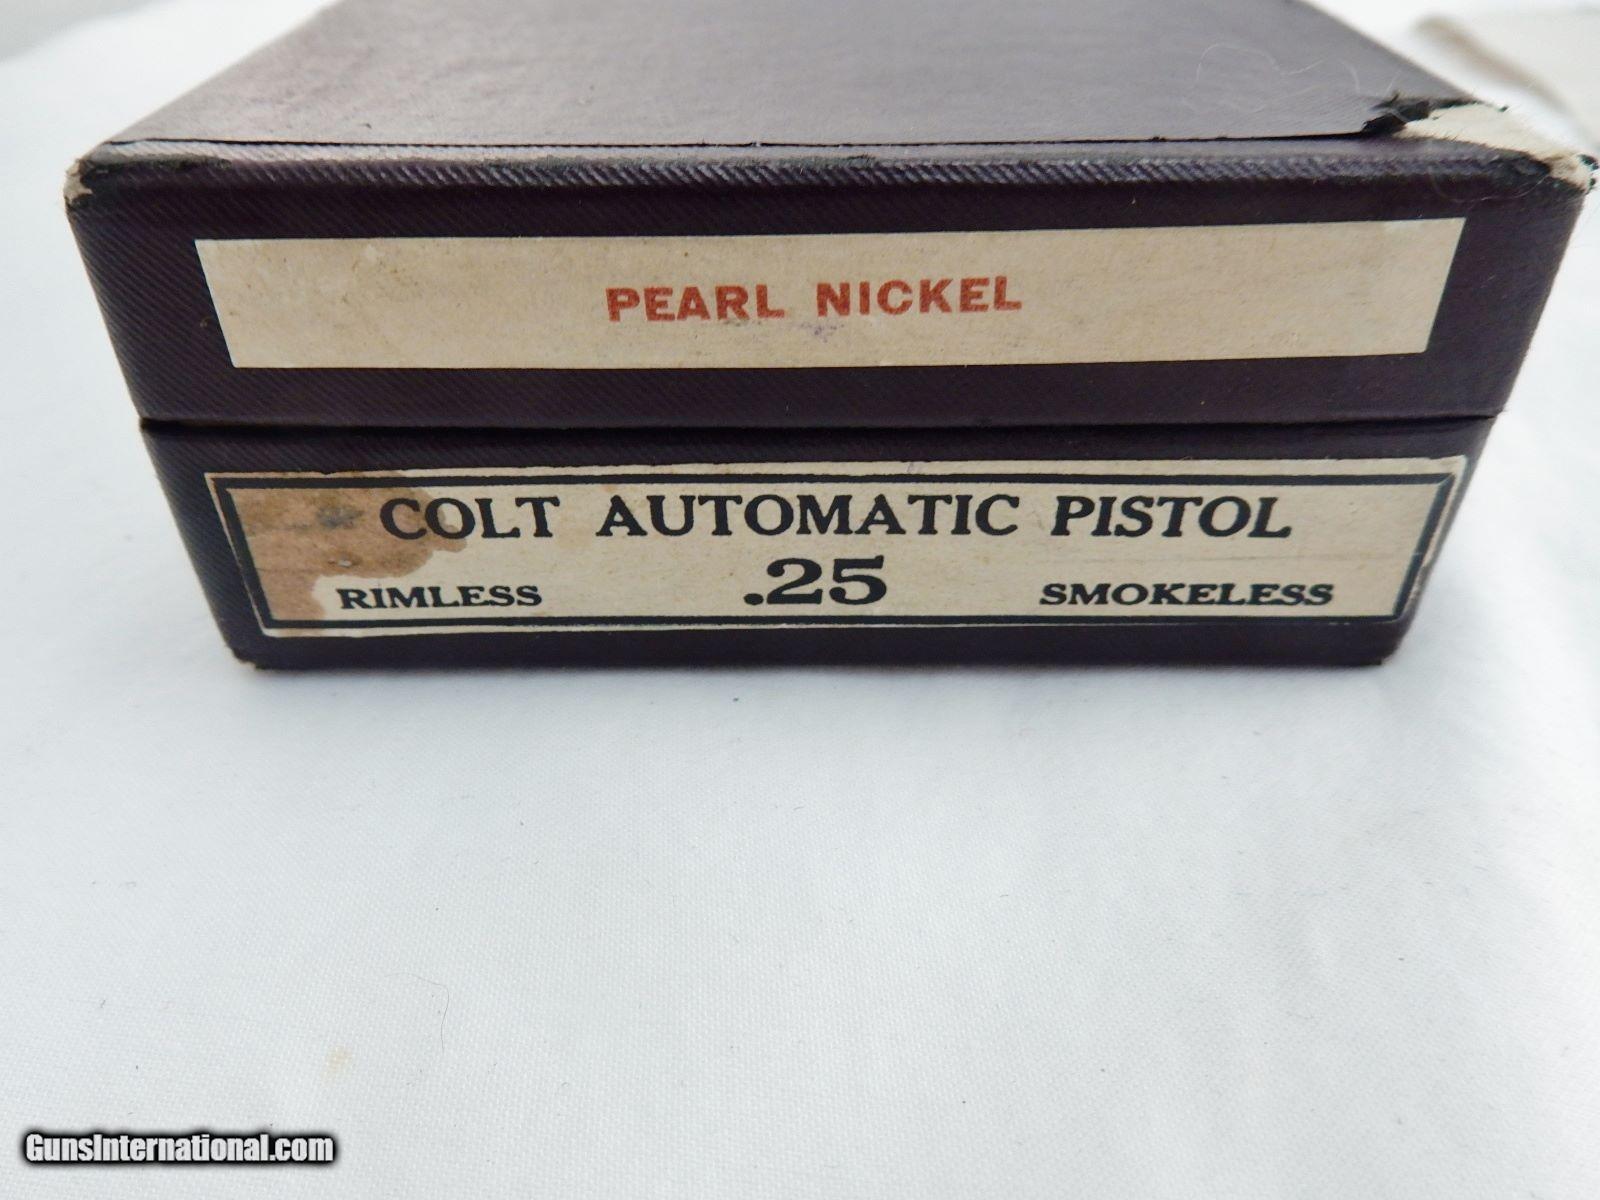 PEARL NICKEL
COLT AUTOMATIC PISTOL
RIMLESS .25 SMOKELESS
GunsInternational.com